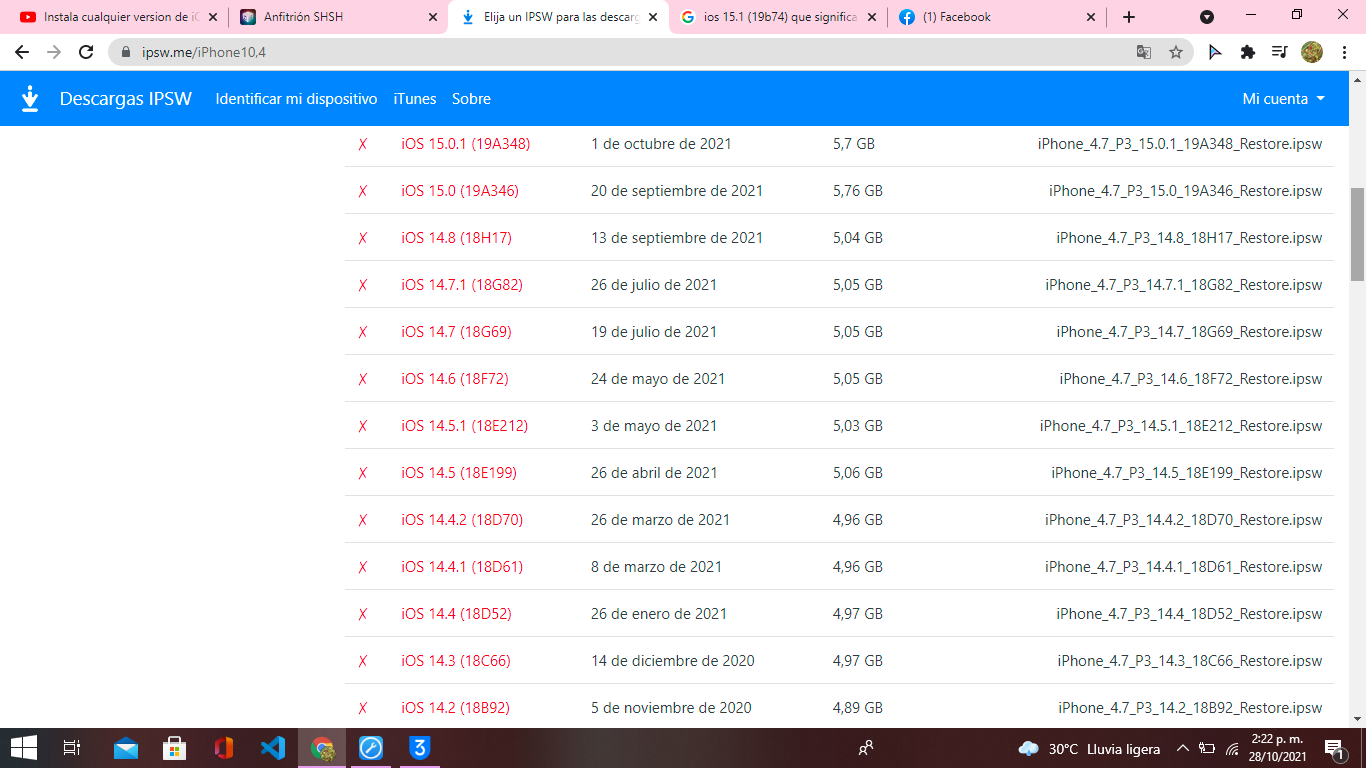 Instala cualquier version de iO
Anfitrión SHSH
Elija un IPSW para las descarg
ios 15.1 (19b74) que significa
(1) Facebook
ipsw.me/iPhone10,4
Descargas IPSW Identificar mi dispositivo iTunes Sobre Mi cuenta
X iOS 15.0.1 (19A348) 1 de octubre de 2021 5,7 GB iPhone_4.7_P3_15.0.1_19A348_Restore.ipsw
X iOS 15.0 (19A346) 20 de septiembre de 2021 5,76 GB iPhone_4.7_P3_15.0_19A346_Restore.ipsw
X iOS 14.8 (18H17) 13 de septiembre de 2021 5,04 GB iPhone_4.7_P3_14.8_18H17_Restore.ipsw
X iOS 14.7.1 (18G82) 26 de julio de 2021 5,05 GB iPhone_4.7_P3_14.7.1_18G82_Restore.ipsw
X iOS 14.7 (18G69) 19 de julio de 2021 5,05 GB iPhone_4.7_P3_14.7_18G69_Restore.ipsw
X iOS 14.6 (18F72) 24 de mayo de 2021 5,05 GB iPhone_4.7_P3_14.6_18F72_Restore.ipsw
X iOS 14.5.1 (18E212) 3 de mayo de 2021 5,03 GB iPhone_4.7_P3_14.5.1_18E212_Restore.ipsw
X iOS 14.5 (18E199) 26 de abril de 2021 5,06 GB iPhone_4.7_P3_14.5_18E199_Restore.ipsw
X iOS 14.4.2 (18D70) 26 de marzo de 2021 4,96 GB iPhone_4.7_P3_14.4.2_18D70_Restore.ipsw
X iOS 14.4.1 (18D61) 8 de marzo de 2021 4,96 GB iPhone_4.7_P3_14.4.1_18D61_Restore.ipsw
X iOS 14.4 (18D52) 26 de enero de 2021 4,97 GB iPhone_4.7_P3_14.4_18D52_Restore.ipsw
X iOS 14.3 (18C66) 14 de diciembre de 2020 4,97 GB iPhone_4.7_P3_14.3_18C66_Restore.ipsw
X iOS 14.2 (18B92) 5 de noviembre de 2020 4,89 GB iPhone_4.7_P3_14.2_18B92_Restore.ipsw
30°C Lluvia ligera
2:22 p. m.
28/10/2021
1